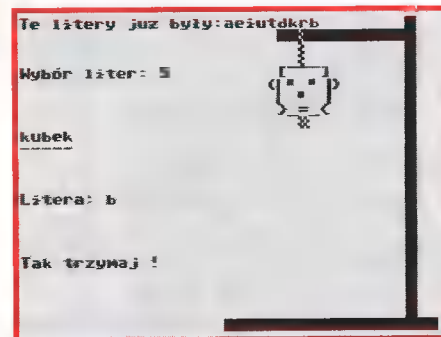 Te litery juz były:aeiutdkrb
Wybór liter: 5
kubek
Litera: b
Tak trzymaj !